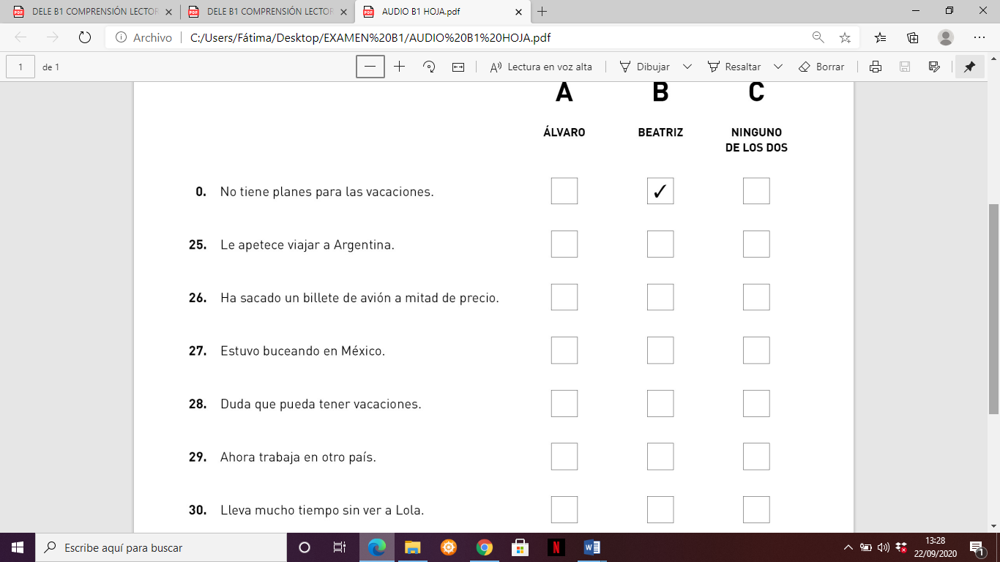 DELE B1 COMPRENSIÓN LECTOR
DELE B1 COMPRENSIÓN LECTOR
AUDIO B1 HOJA.pdf
Archivo
C:/Users/Fátima/Desktop/EXAMEN%20B1/AUDIO%20B1%20HOJA.pdf
1 de 1
Lectura en voz alta
Dibujar
Resaltar
Borrar
A B C
ÁLVARO BEATRIZ NINGUNO
DE LOS DOS
0. No tiene planes para las vacaciones. ✓
25. Le apetece viajar a Argentina.
26. Ha sacado un billete de avión a mitad de precio.
27. Estuvo buceando en México.
28. Duda que pueda tener vacaciones.
29. Ahora trabaja en otro país.
30. Lleva mucho tiempo sin ver a Lola.
Escribe aquí para buscar
13:28
22/09/2020
1